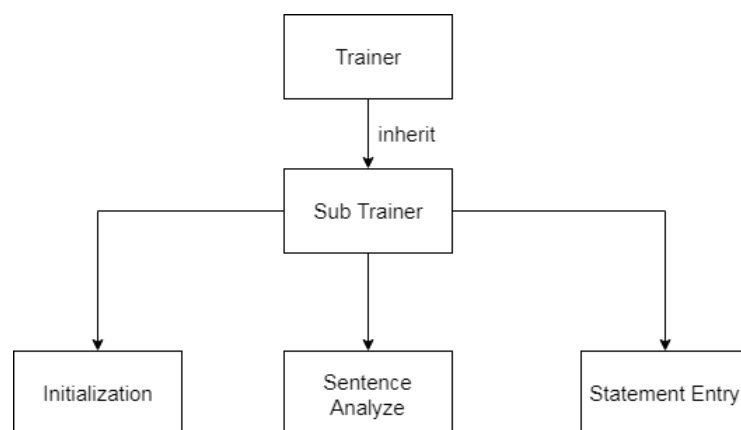 Trainer
inherit
Sub Trainer
Initialization
Sentence
Analyze
Statement Entry